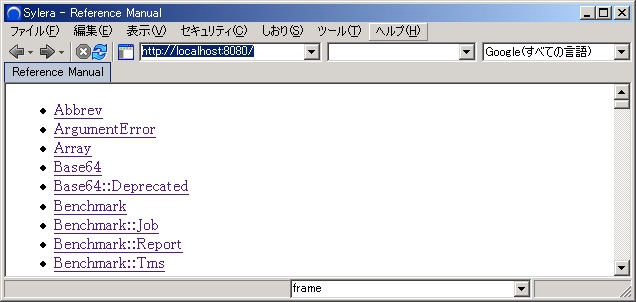 Sylera - Reference Manual
ファイル(F) 編集(E) 表示(V) セキュリティ(C) しおり(S) ツール(T) ヘルプ(H)
http://localhost:8080/ Google(すべての言語)
Reference Manual
Abbrev
ArgumentError
Array
Base64
Base64::Deprecated
Benchmark
Benchmark::Job
Benchmark::Report
Benchmark::Tms
frame